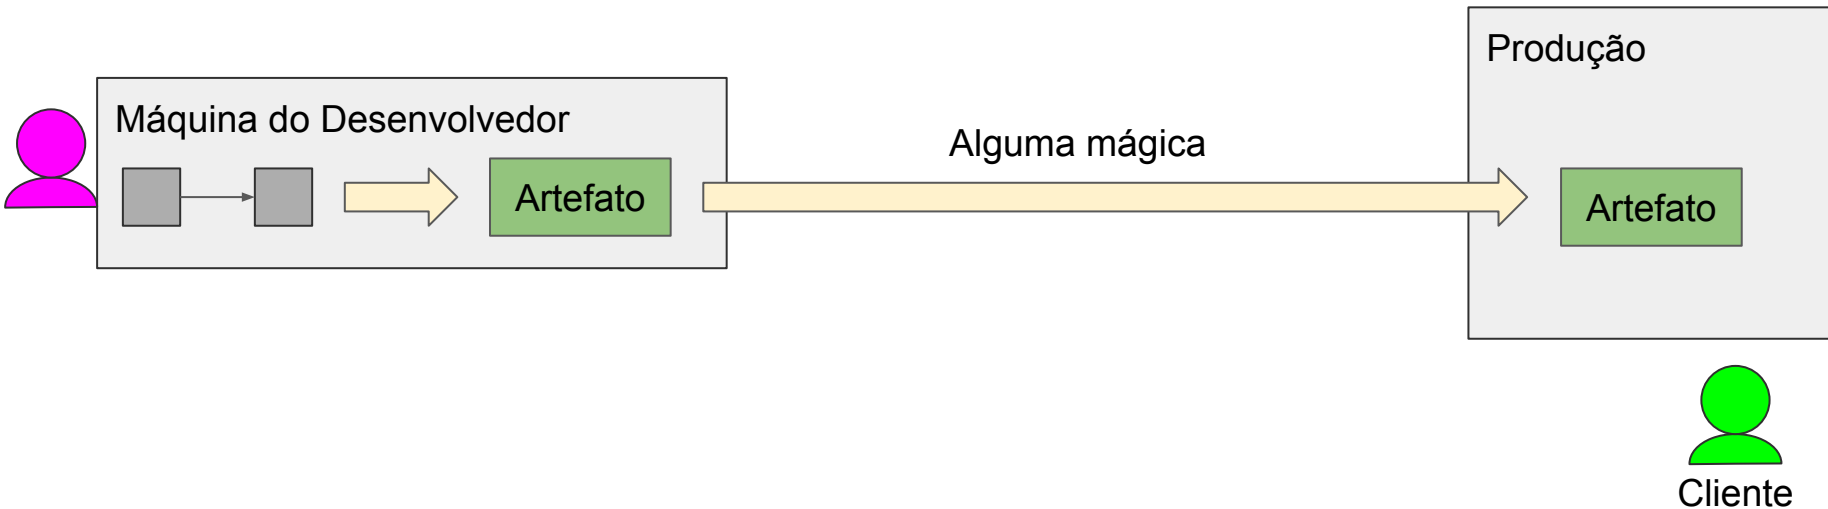 Produção
Máquina do Desenvolvedor
Alguma mágica
Artefato
Artefato
Cliente